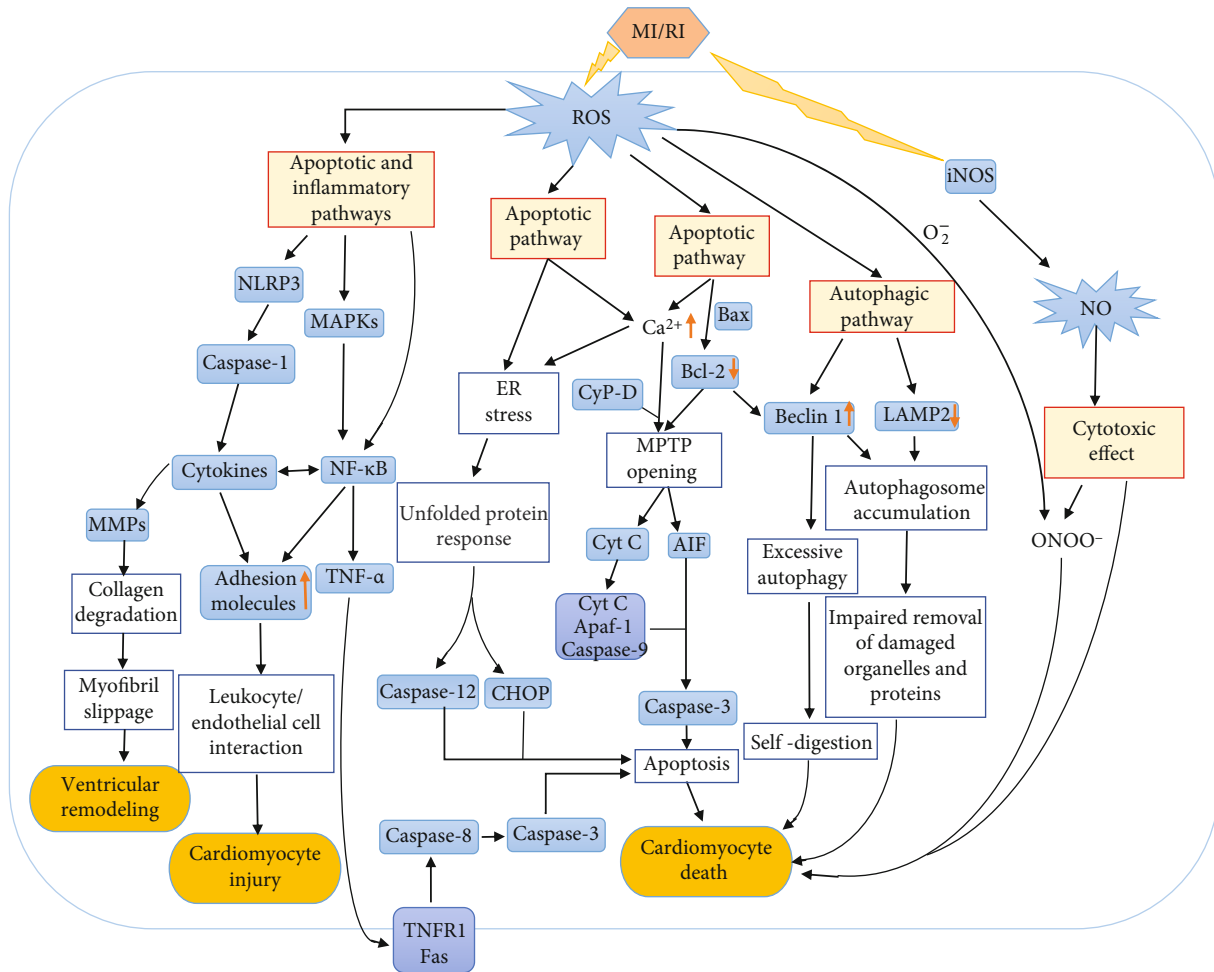 MI/RI
ROS
Apoptotic and
inflammatory
pathways
iNOS
Apoptotic
pathway
Apoptotic
pathway
O₂⁻
NLRP3
MAPKs
Ca²⁺
Bax
Autophagic
pathway
NO
Caspase-1
ER
stress
CyP-D
Bcl-2
Beclin 1
LAMP2
Cytotoxic
effect
Cytokines
NF-κB
MPTP
opening
Autophagosome
accumulation
MMPs
Unfolded protein
response
Cyt C
AIF
Excessive
autophagy
ONOO⁻
Collagen
degradation
Adhesion
molecules
TNF-α
Cyt C
Apaf-1
Caspase-9
Impaired removal
of damaged
organelles and
proteins
Myofibril
slippage
Leukocyte/
endothelial cell
interaction
Caspase-12
CHOP
Caspase-3
Self -digestion
Apoptosis
Ventricular
remodeling
Caspase-8
Caspase-3
Cardiomyocyte
injury
Cardiomyocyte
death
TNFR1
Fas